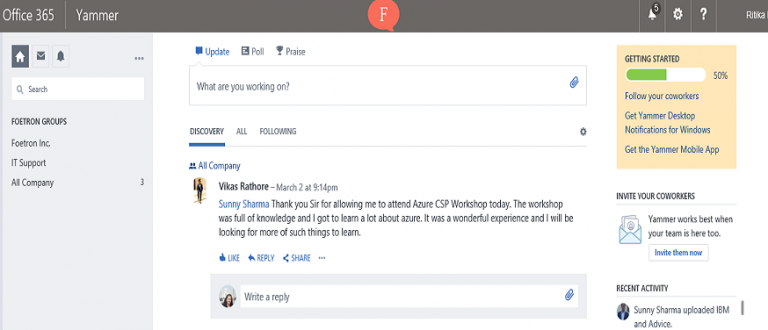 Office 365 Yammer F 5 ? Ritika
Search
FOETRON GROUPS
Foetron Inc.
IT Support
All Company 3
Update Poll Praise
What are you working on?
DISCOVERY ALL FOLLOWING
All Company
Vikas Rathore – March 2 at 9:14pm
Sunny Sharma Thank you Sir for allowing me to attend Azure CSP Workshop today. The workshop
was full of knowledge and I got to learn a lot about azure. It was a wonderful experience and I will be
looking for more of such things to learn.
LIKE REPLY SHARE ···
Write a reply
GETTING STARTED
50%
Follow your coworkers
Get Yammer Desktop
Notifications for Windows
Get the Yammer Mobile App
INVITE YOUR COWORKERS
Yammer works best when
your team is here too.
Invite them now
RECENT ACTIVITY
Sunny Sharma uploaded IBM
and Advice.